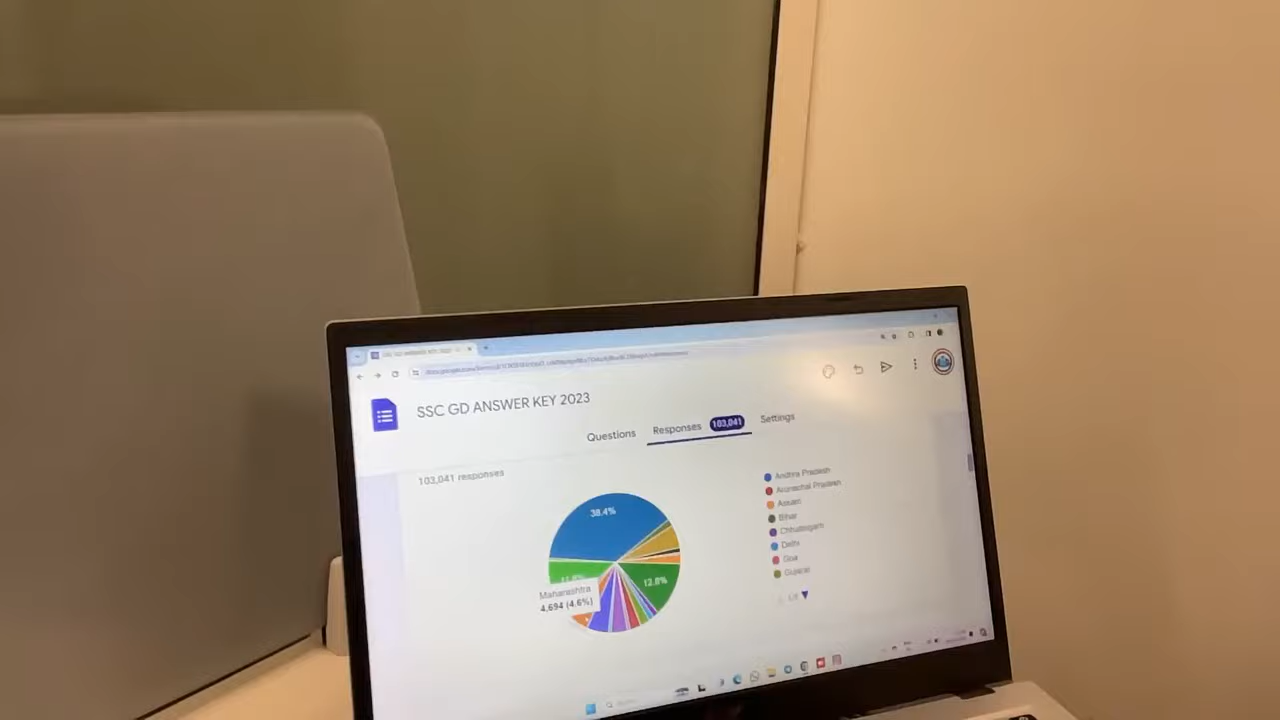 SSC GD ANSWER KEY 2023
Questions
Responses
103,041
Settings
103,041 responses
38.4%
12.8%
Maharashtra
4,694 (4.6%)
Andhra Pradesh
Arunachal Pradesh
Assam
Bihar
Chhattisgarh
Delhi
Goa
Gujarat